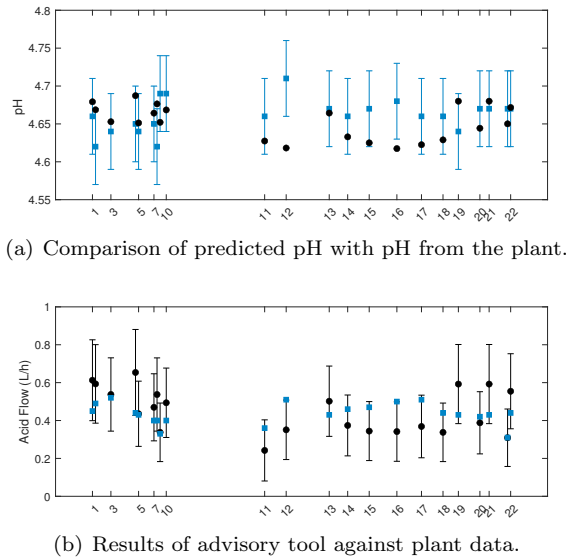 4.8
4.75
4.7
4.65
4.6
4.55
pH
1 3 5 7 10 11 12 13 14 15 16 17 18 19 20 21 22
(a) Comparison of predicted pH with pH from the plant.
1
0.8
0.6
0.4
0.2
0
Acid Flow (L/h)
1 3 5 7 10 11 12 13 14 15 16 17 18 19 20 21 22
(b) Results of advisory tool against plant data.